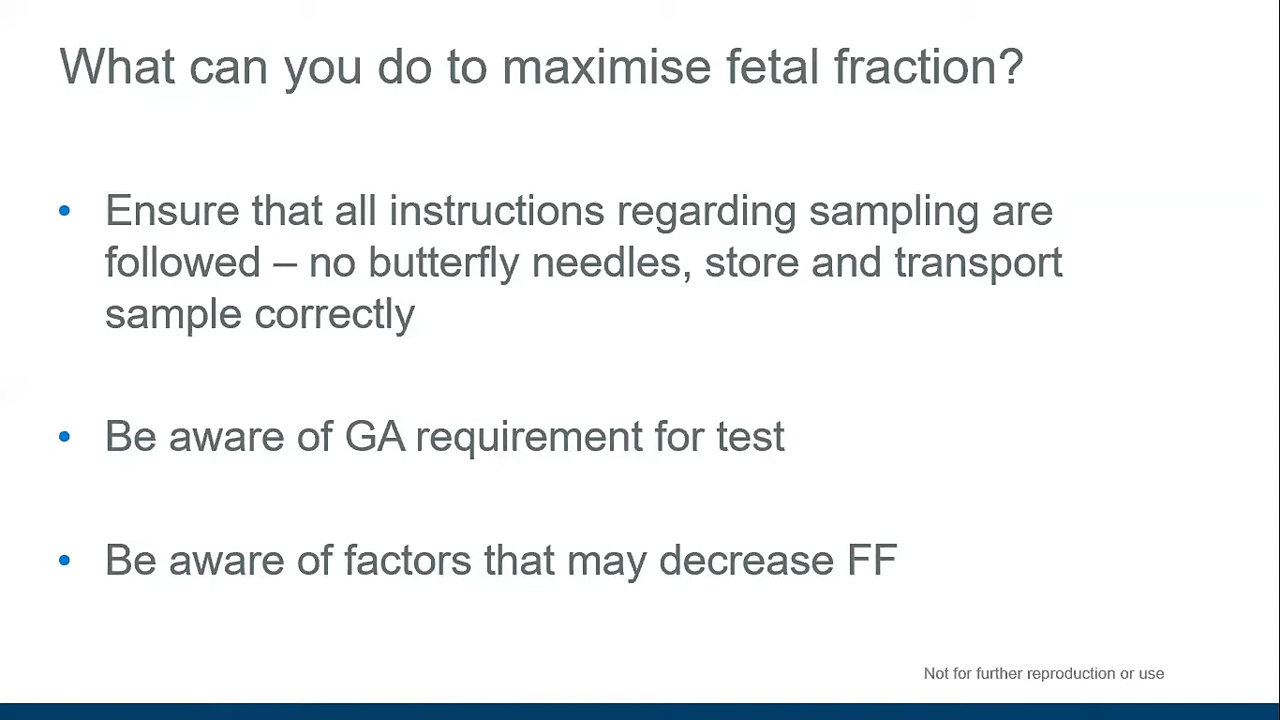 What can you do to maximise fetal fraction?
• Ensure that all instructions regarding sampling are
followed – no butterfly needles, store and transport
sample correctly
• Be aware of GA requirement for test
• Be aware of factors that may decrease FF
Not for further reproduction or use